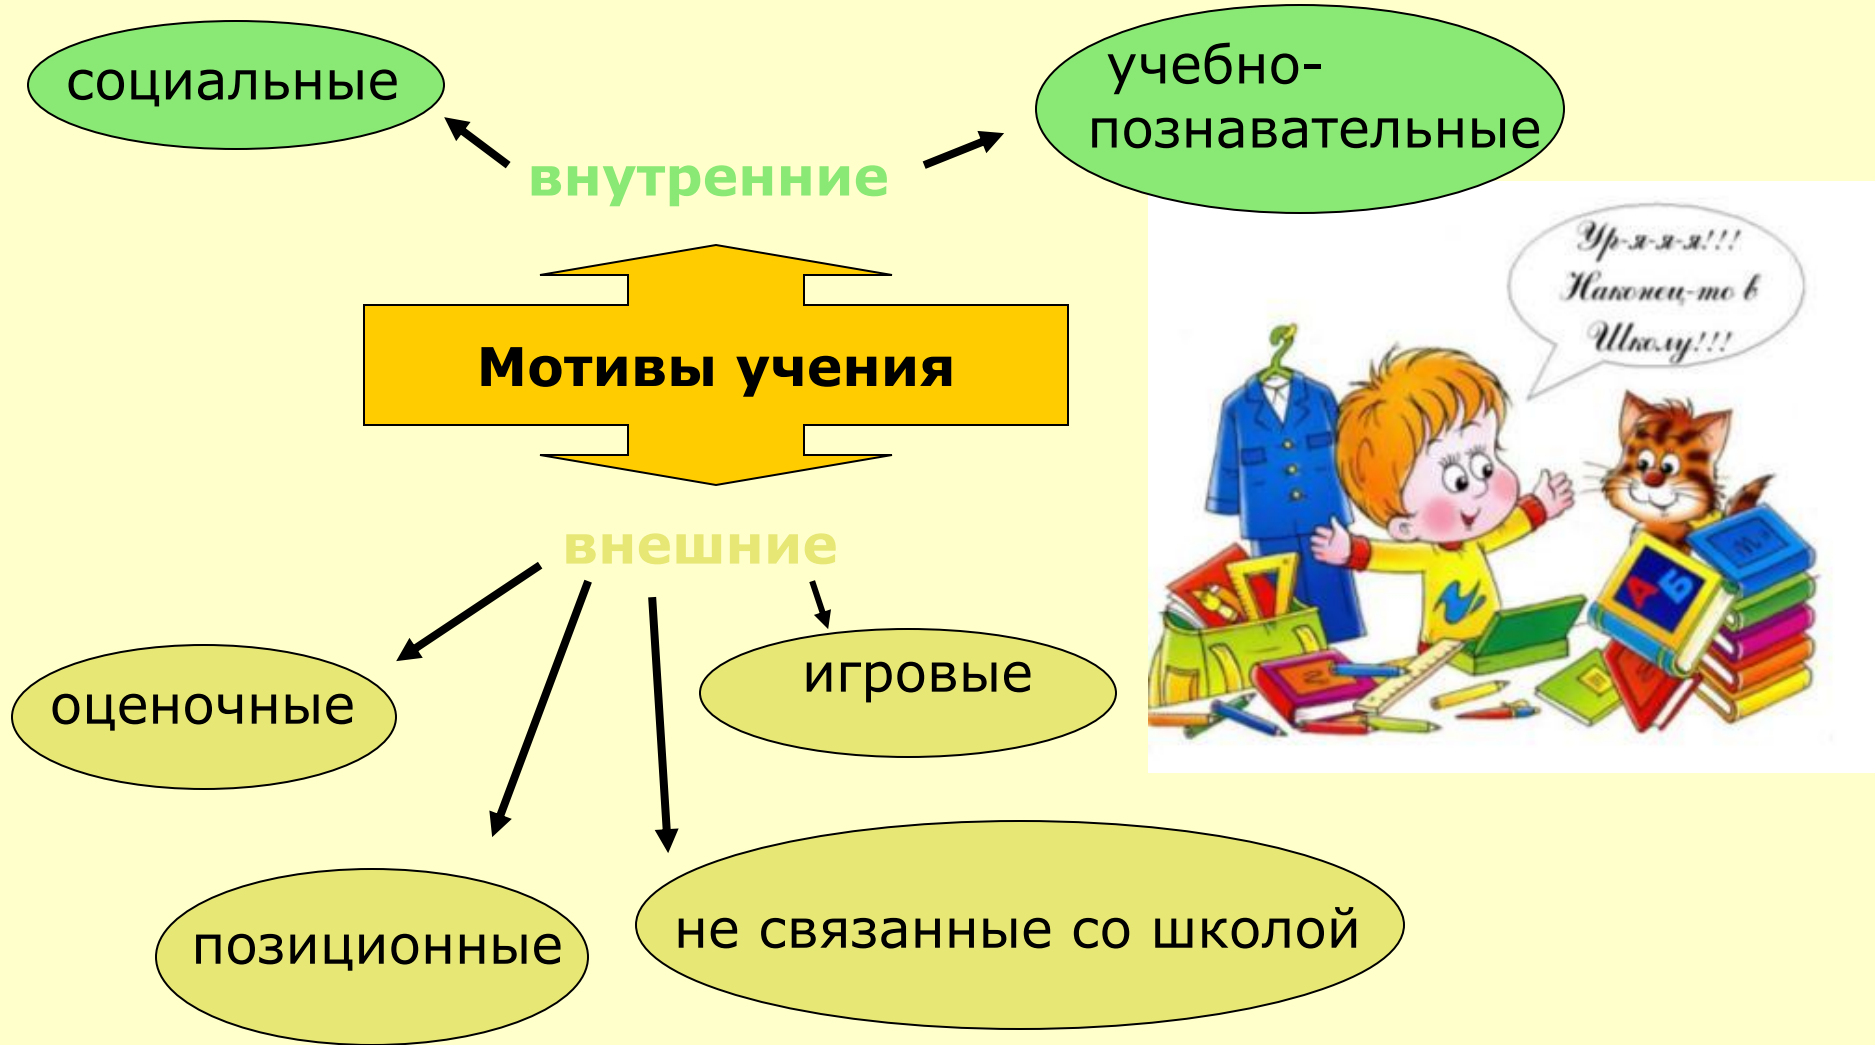 социальные
учебно-
познавательные
внутренние
Ур-я-я-я!!!
Наконец-то в
Школу!!!
Мотивы учения
внешние
оценочные
игровые
позиционные
не связанные со школой
А
Б